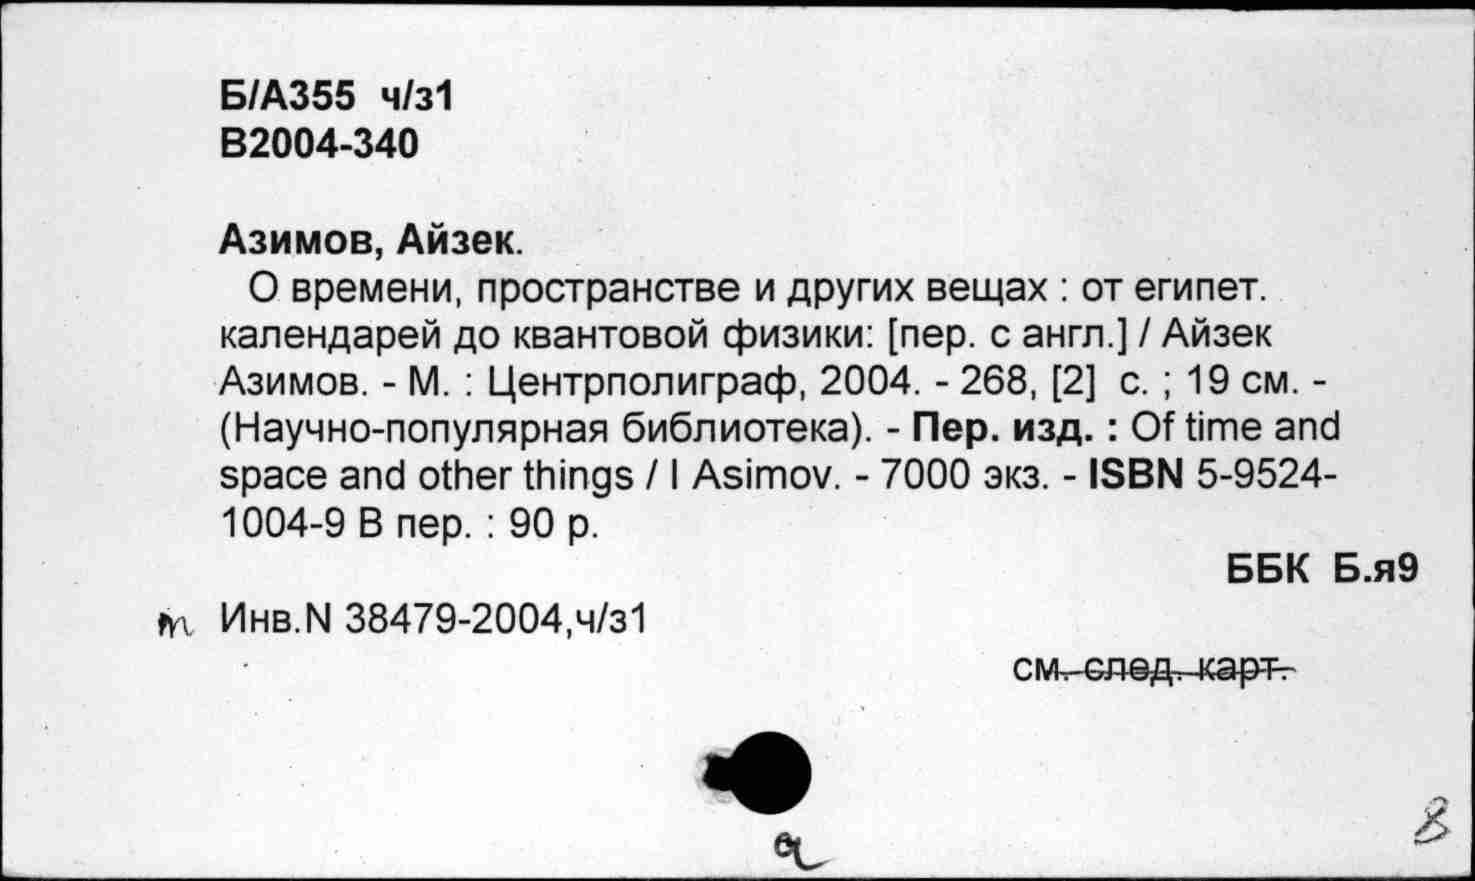 Б/А355 ч/з1
В2004-340
Азимов, Айзек.
О времени, пространстве и других вещах : от египет.
календарей до квантовой физики: [пер. с англ.] / Айзек
Азимов. - М. : Центрполиграф, 2004. - 268, [2] с. ; 19 см. -
(Научно-популярная библиотека). - Пер. изд. : Of time and
space and other things / I Asimov. - 7000 экз. - ISBN 5-9524-
1004-9 В пер. : 90 р.
ББК Б.я9
Инв.N 38479-2004,ч/з1
см. след. карт.